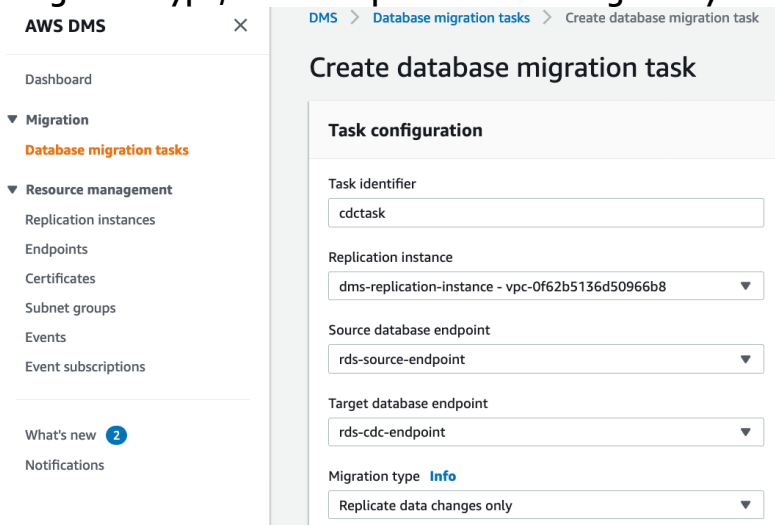 AWS DMS
Dashboard
Migration
Database migration tasks
Resource management
Replication instances
Endpoints
Certificates
Subnet groups
Events
Event subscriptions
What's new 2
Notifications
DMS > Database migration tasks > Create database migration task
Create database migration task
Task configuration
Task identifier
cdctask
Replication instance
dms-replication-instance - vpc-0f62b5136d50966b8
Source database endpoint
rds-source-endpoint
Target database endpoint
rds-cdc-endpoint
Migration type Info
Replicate data changes only